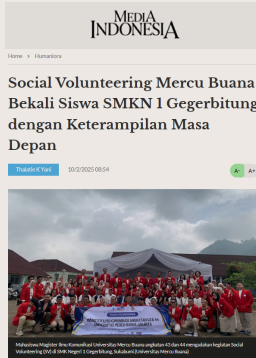 MEDIA
INDONESIA
Home > Humaniora
Social Volunteering Mercu Buana
Bekali Siswa SMKN 1 Gegerbitung
dengan Keterampilan Masa
Depan
Thalatie K Yani
10/2/2025 08:54
A- A+
Mahasiswa Magister Ilmu Komunikasi Universitas Mercu Buana angkatan 43 dan 44 mengadakan kegiatan Social
Volunteering (SV) di SMK Negeri 1 Gegerbitung, Sukabumi (Universitas Mercu Buana)